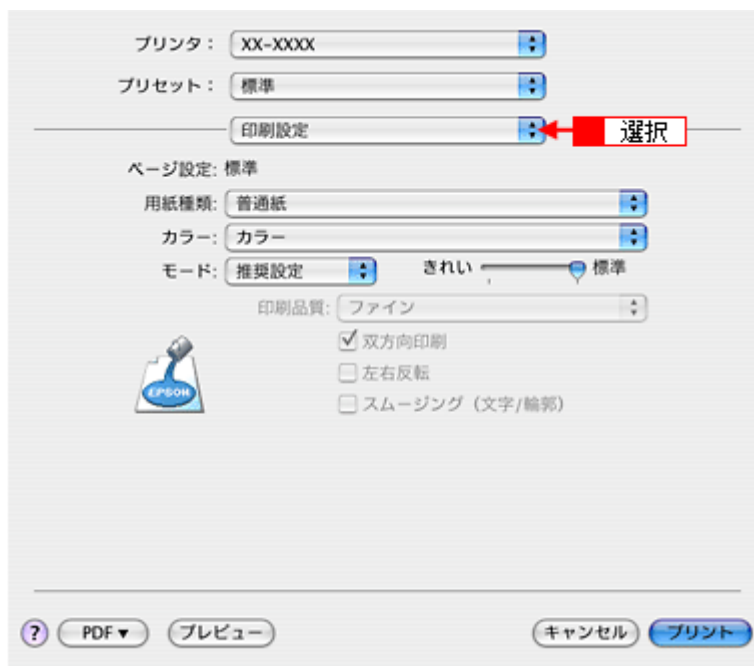 プリンタ： XX-XXXX
プリセット： 標準
印刷設定 選択
ページ設定: 標準
用紙種類: 普通紙
カラー: カラー
モード: 推奨設定 きれい 標準
印刷品質: ファイン
双方向印刷
左右反転
スムージング（文字/輪郭）
EPSON
? PDF▼ プレビュー キャンセル プリント